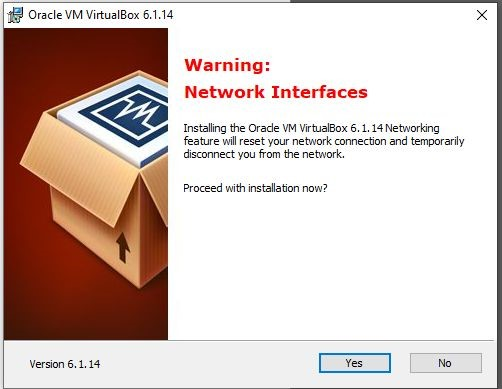 Oracle VM VirtualBox 6.1.14
Warning:
Network Interfaces
Installing the Oracle VM VirtualBox 6.1.14 Networking
feature will reset your network connection and temporarily
disconnect you from the network.
Proceed with installation now?
Version 6.1.14
Yes
No